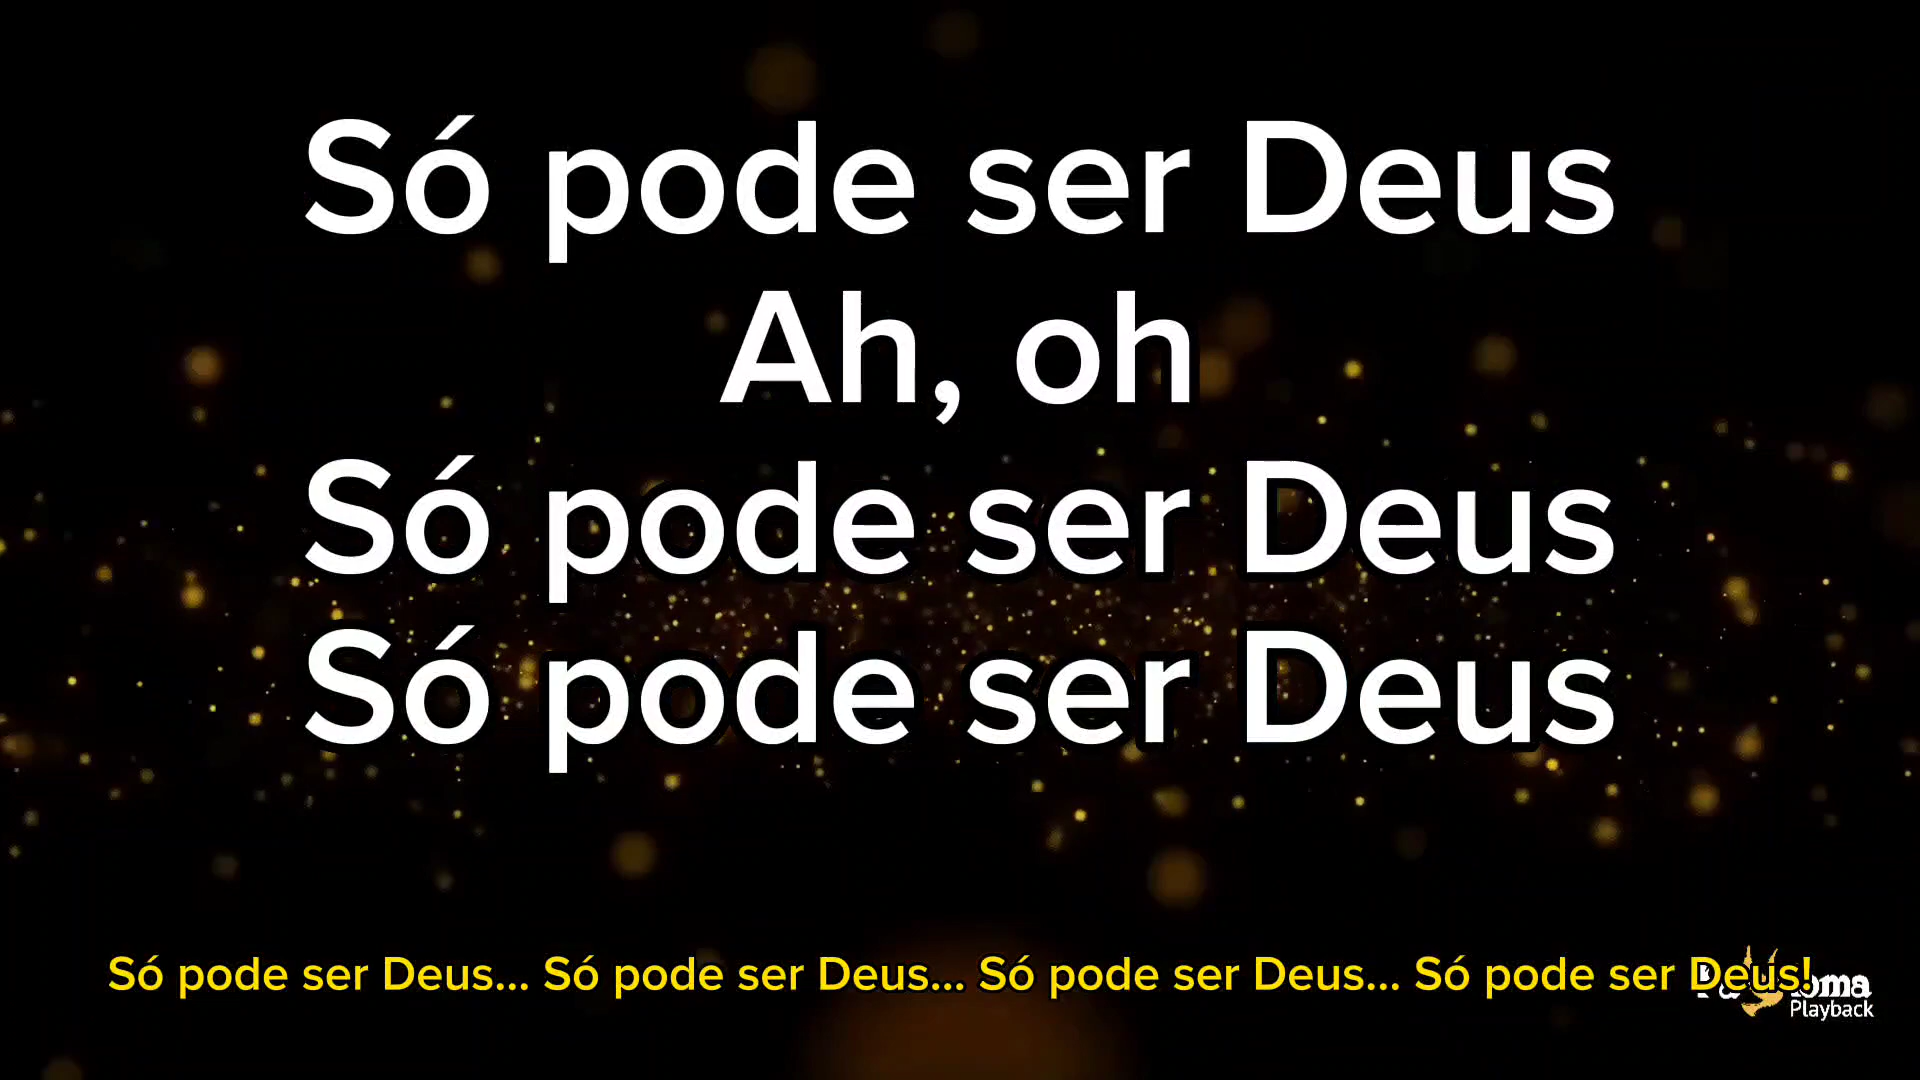 Só pode ser Deus
Ah, oh
Só pode ser Deus
Só pode ser Deus
Só pode ser Deus... Só pode ser Deus... Só pode ser Deus... Só pode ser Deus!
Playback